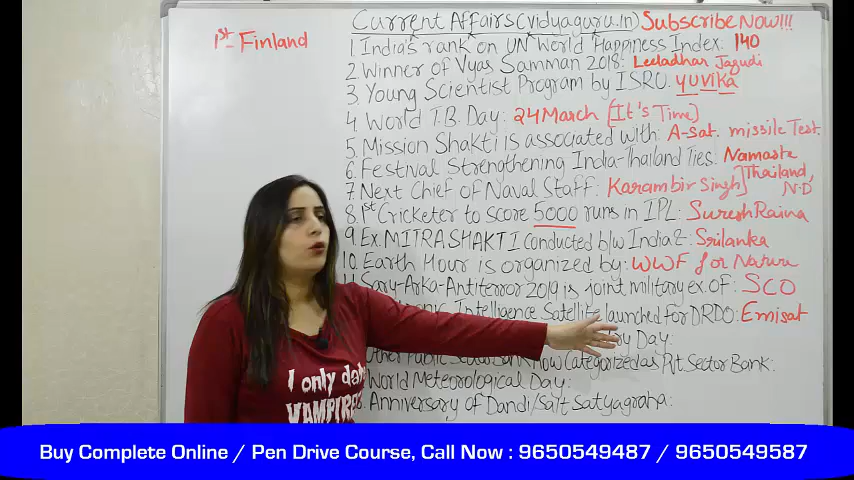 1st- Finland
Current Affairs (vidyaguru.in) Subscribe Now!!!
1. India's rank on UN World Happiness Index: 140
2. Winner of Vyas Samman 2018: Leeladhar Jagudi
3. Young Scientist Program by ISRO: yuvika
4. World T.B. Day: 24 March [It's Time]
5. Mission Shakti is associated with: A-sat. missile Test.
6. Festival Strengthening India-Thailand Ties: Namaste Thailand, N.D
7. Next Chief of Naval Staff: Karambir Singh
8. 1st Cricketer to score 5000 runs in IPL: Suresh Raina
9. Ex. MITRA SHAKTI conducted b/w India &: Srilanka
10. Earth Hour is organized by: WWF for Nature
11. Sary-Arka-Antiterror 2019 is joint military ex. of: SCO
Intelligence Satellite launched for DRDO: Emisat
Day:
Other Public Sector Bank now Categorized as Pvt. Sector Bank:
World Meteorological Day:
Anniversary of Dandi/Salt Satyagraha:
I only da
VAMPIRE
Buy Complete Online / Pen Drive Course, Call Now : 9650549487 / 9650549587